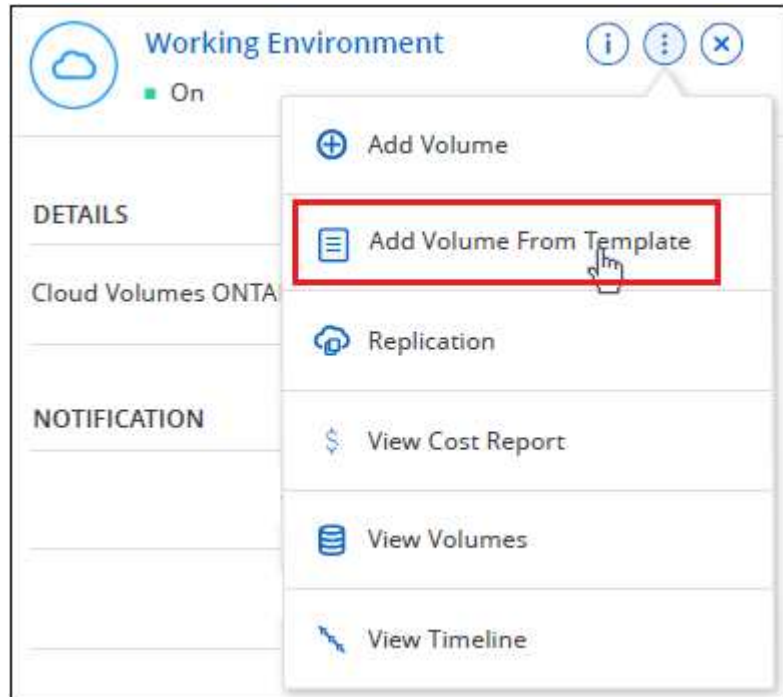 Working Environment
On
Add Volume
DETAILS
Add Volume From Template
Cloud Volumes ONTA
Replication
NOTIFICATION
$ View Cost Report
View Volumes
View Timeline